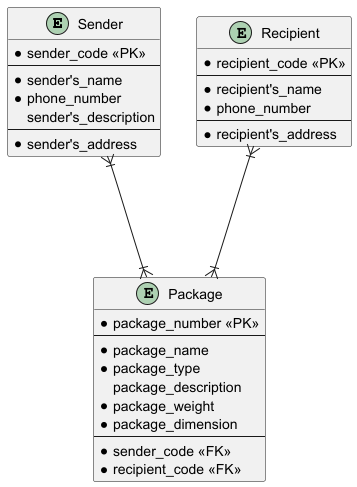 E Sender
sender_code «PK»
sender's_name
phone_number
sender's_description
sender's_address
E Recipient
recipient_code «PK»
recipient's_name
phone_number
recipient's_address
E Package
package_number «PK»
package_name
package_type
package_description
package_weight
package_dimension
sender_code «FK»
recipient_code «FK»